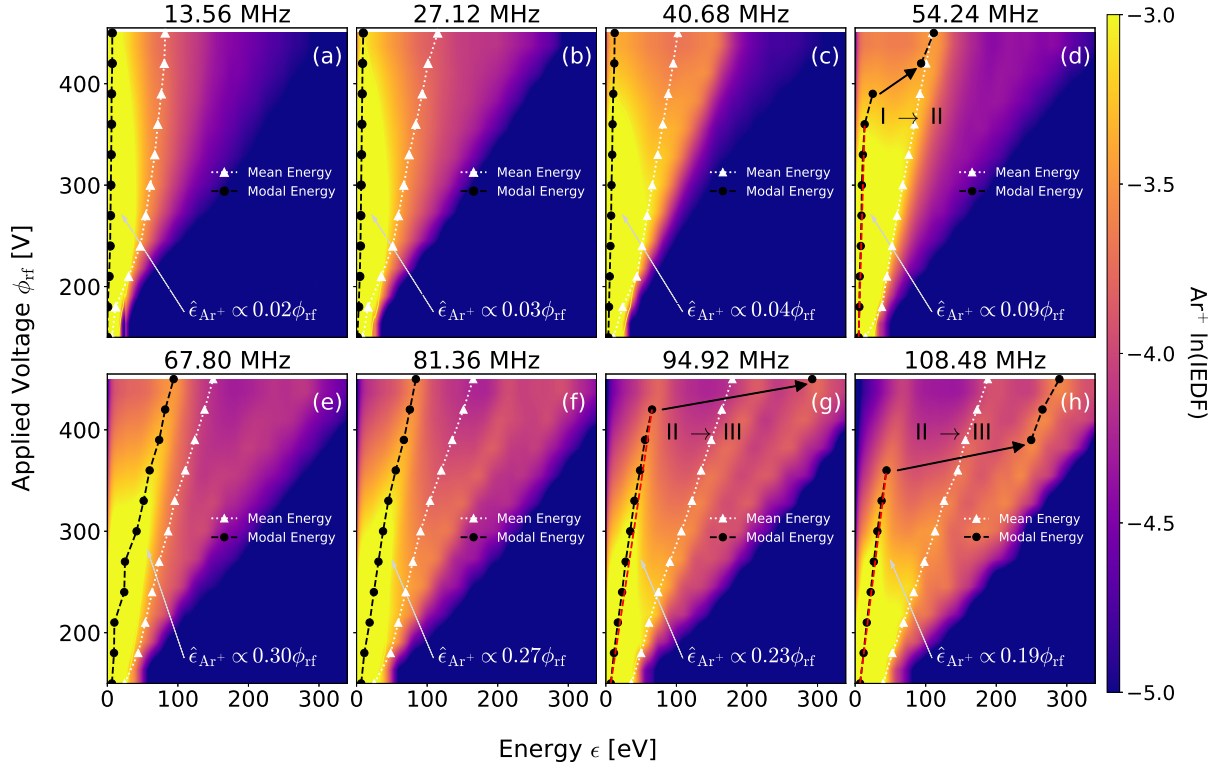 13.56 MHz 27.12 MHz 40.68 MHz 54.24 MHz
(a) (b) (c) (d)
I → II
Mean Energy Mean Energy Mean Energy Mean Energy
Modal Energy Modal Energy Modal Energy Modal Energy
ϵ̂Ar⁺ ∝ 0.02ϕrf ϵ̂Ar⁺ ∝ 0.03ϕrf ϵ̂Ar⁺ ∝ 0.04ϕrf ϵ̂Ar⁺ ∝ 0.09ϕrf
400
300
200
67.80 MHz 81.36 MHz 94.92 MHz 108.48 MHz
(e) (f) (g) (h)
II → III II → III
Mean Energy Mean Energy Mean Energy Mean Energy
Modal Energy Modal Energy Modal Energy Modal Energy
ϵ̂Ar⁺ ∝ 0.30ϕrf ϵ̂Ar⁺ ∝ 0.27ϕrf ϵ̂Ar⁺ ∝ 0.23ϕrf ϵ̂Ar⁺ ∝ 0.19ϕrf
400
300
200
0 100 200 300 0 100 200 300 0 100 200 300 0 100 200 300
Applied Voltage ϕrf [V]
Energy ϵ [eV]
−3.0
−3.5
−4.0
−4.5
−5.0
Ar⁺ ln(IEDF)